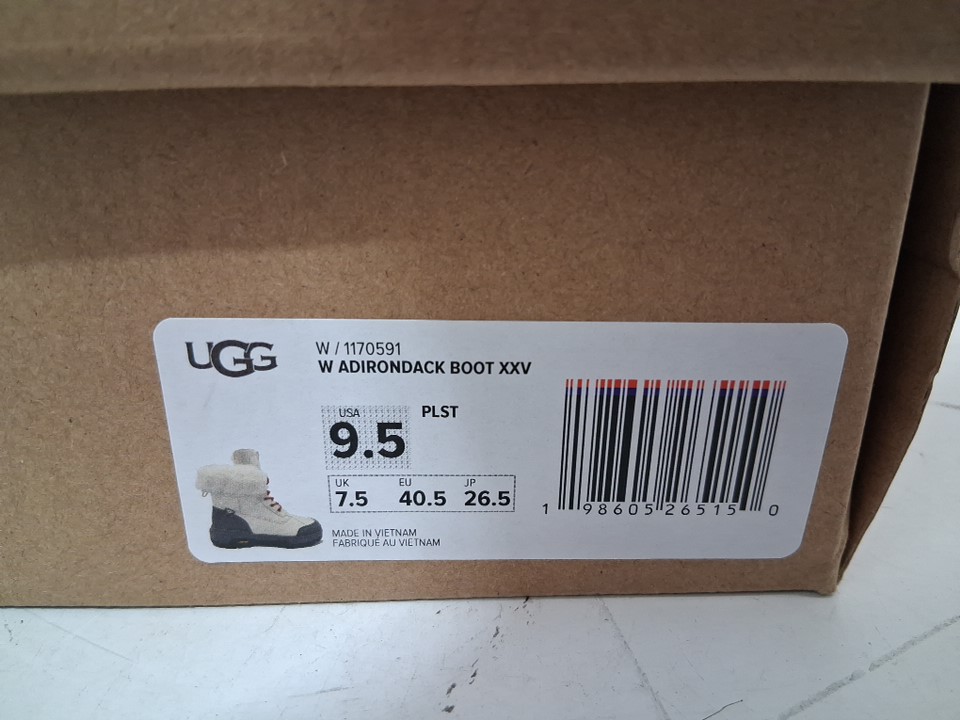 UGG
W / 1170591
W ADIRONDACK BOOT XXV
USA
9.5
PLST
UK EU JP
7.5 40.5 26.5
MADE IN VIETNAM
FABRIQUÉ AU VIETNAM
1 98605 26515 0